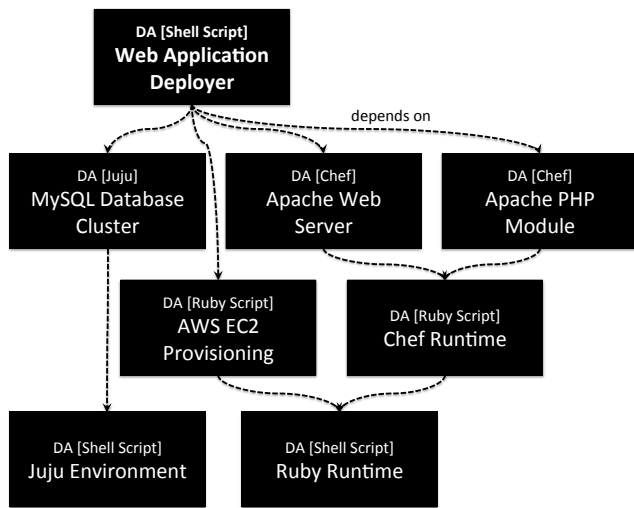 DA [Shell Script]
Web Application
Deployer
depends on
DA [Juju]
MySQL Database
Cluster
DA [Chef]
Apache Web
Server
DA [Chef]
Apache PHP
Module
DA [Ruby Script]
AWS EC2
Provisioning
DA [Ruby Script]
Chef Runtime
DA [Shell Script]
Juju Environment
DA [Shell Script]
Ruby Runtime